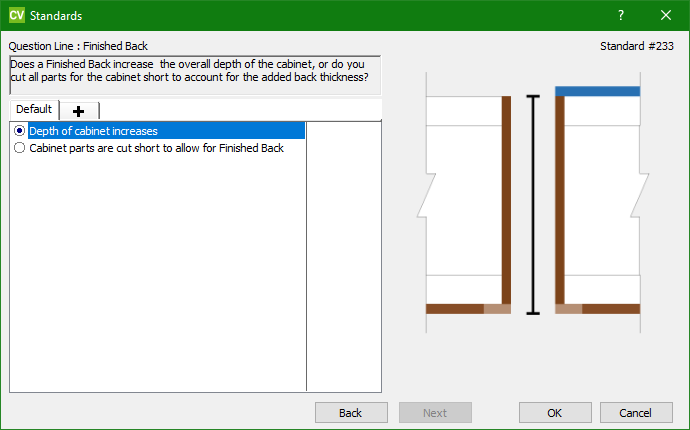 CV Standards ? ×
Question Line : Finished Back Standard #233
Does a Finished Back increase  the overall depth of the cabinet, or do you
cut all parts for the cabinet short to account for the added back thickness?
Default +
Depth of cabinet increases
Cabinet parts are cut short to allow for Finished Back
Back Next OK Cancel